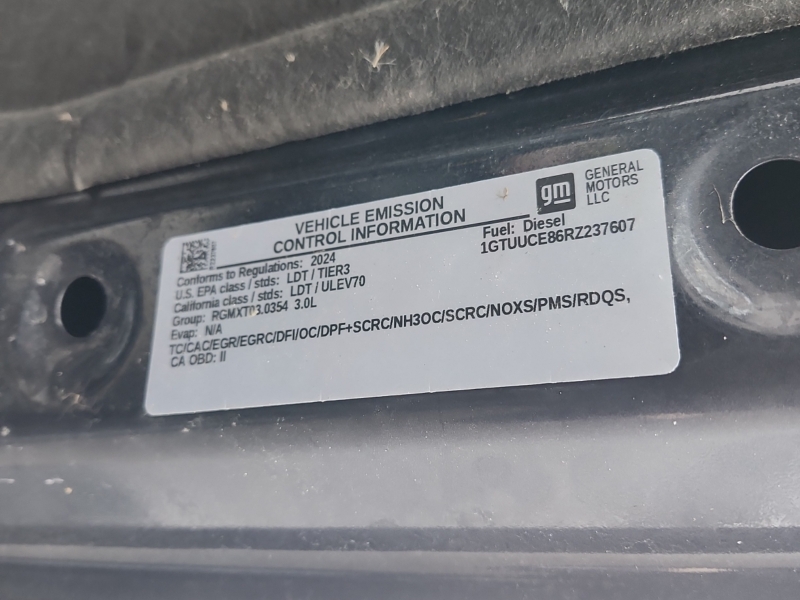 VEHICLE EMISSION
CONTROL INFORMATION
gm
GENERAL
MOTORS
LLC
Conforms to Regulations: 2024
U.S. EPA class / stds: LDT / TIER3
California class / stds: LDT / ULEV70
Group: RGMXT03.0354 3.0L
Evap: N/A
Fuel: Diesel
1GTUUCE86RZ237607
TC/CAC/EGR/EGRC/DFI/OC/DPF+SCRC/NH3OC/SCRC/NOXS/PMS/RDQS,
CA OBD: II